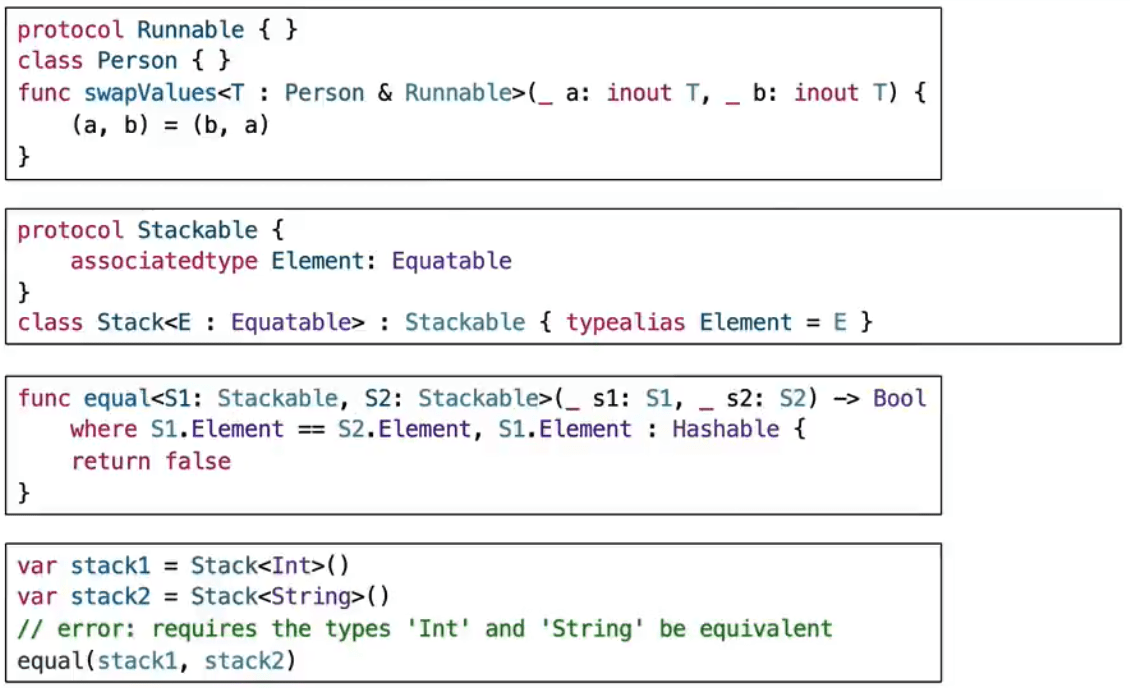 protocol Runnable { }
class Person { }
func swapValues<T : Person & Runnable>(_ a: inout T, _ b: inout T) {
    (a, b) = (b, a)
}
protocol Stackable {
    associatedtype Element: Equatable
}
class Stack<E : Equatable> : Stackable { typealias Element = E }
func equal<S1: Stackable, S2: Stackable>(_ s1: S1, _ s2: S2) -> Bool
    where S1.Element == S2.Element, S1.Element : Hashable {
    return false
}
var stack1 = Stack<Int>()
var stack2 = Stack<String>()
// error: requires the types 'Int' and 'String' be equivalent
equal(stack1, stack2)